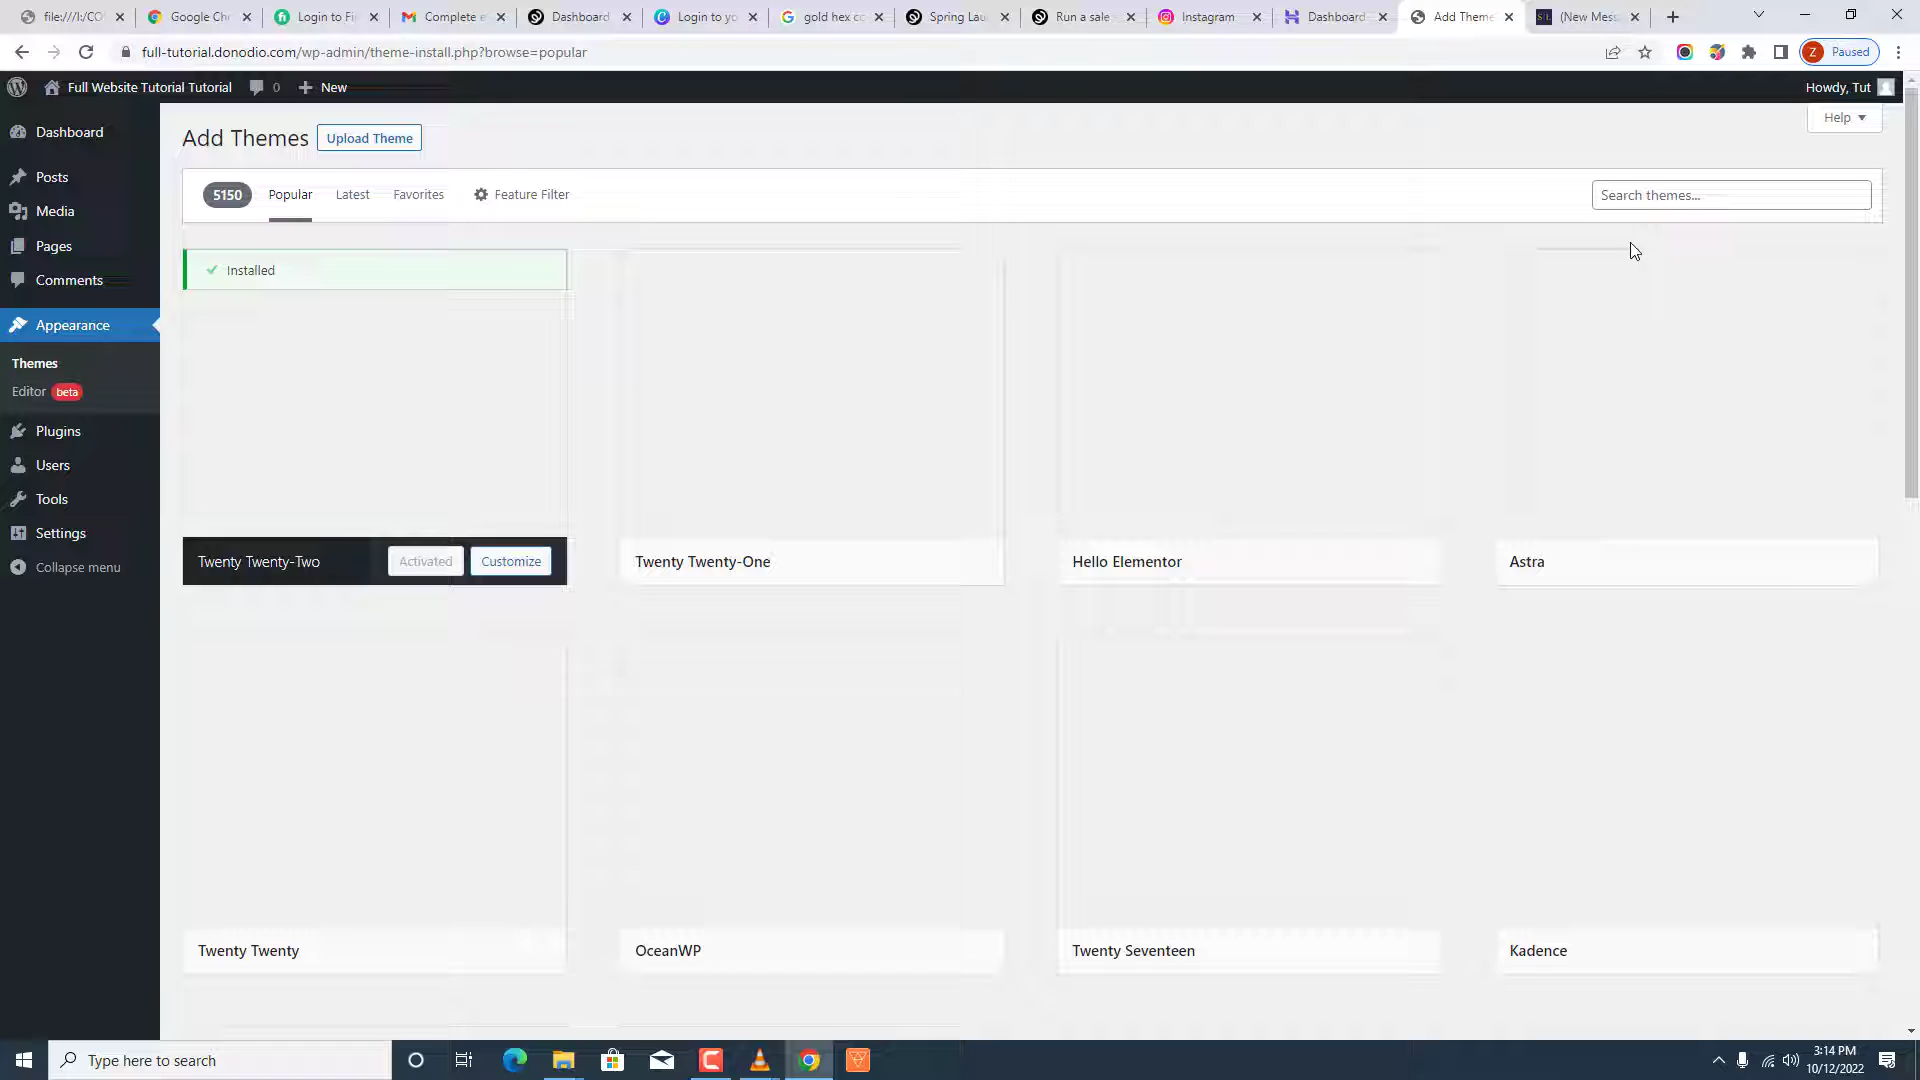 file:///I:/CO
Google Ch
Login to Fi
Complete e
Dashboard
Login to yo
gold hex co
Spring Lau
Run a sale
Instagram
Dashboard
Add Theme
(New Mess
full-tutorial.donodio.com/wp-admin/theme-install.php?browse=popular
Z Paused
Full Website Tutorial Tutorial
0
New
Howdy, Tut
Dashboard
Posts
Media
Pages
Comments
Appearance
Themes
Editor beta
Plugins
Users
Tools
Settings
Collapse menu
Add Themes
Upload Theme
Help
5150 Popular Latest Favorites Feature Filter
Search themes...
Installed
Twenty Twenty-Two
Activated
Customize
Twenty Twenty-One
Hello Elementor
Astra
Twenty Twenty
OceanWP
Twenty Seventeen
Kadence
Type here to search
3:14 PM
10/12/2022